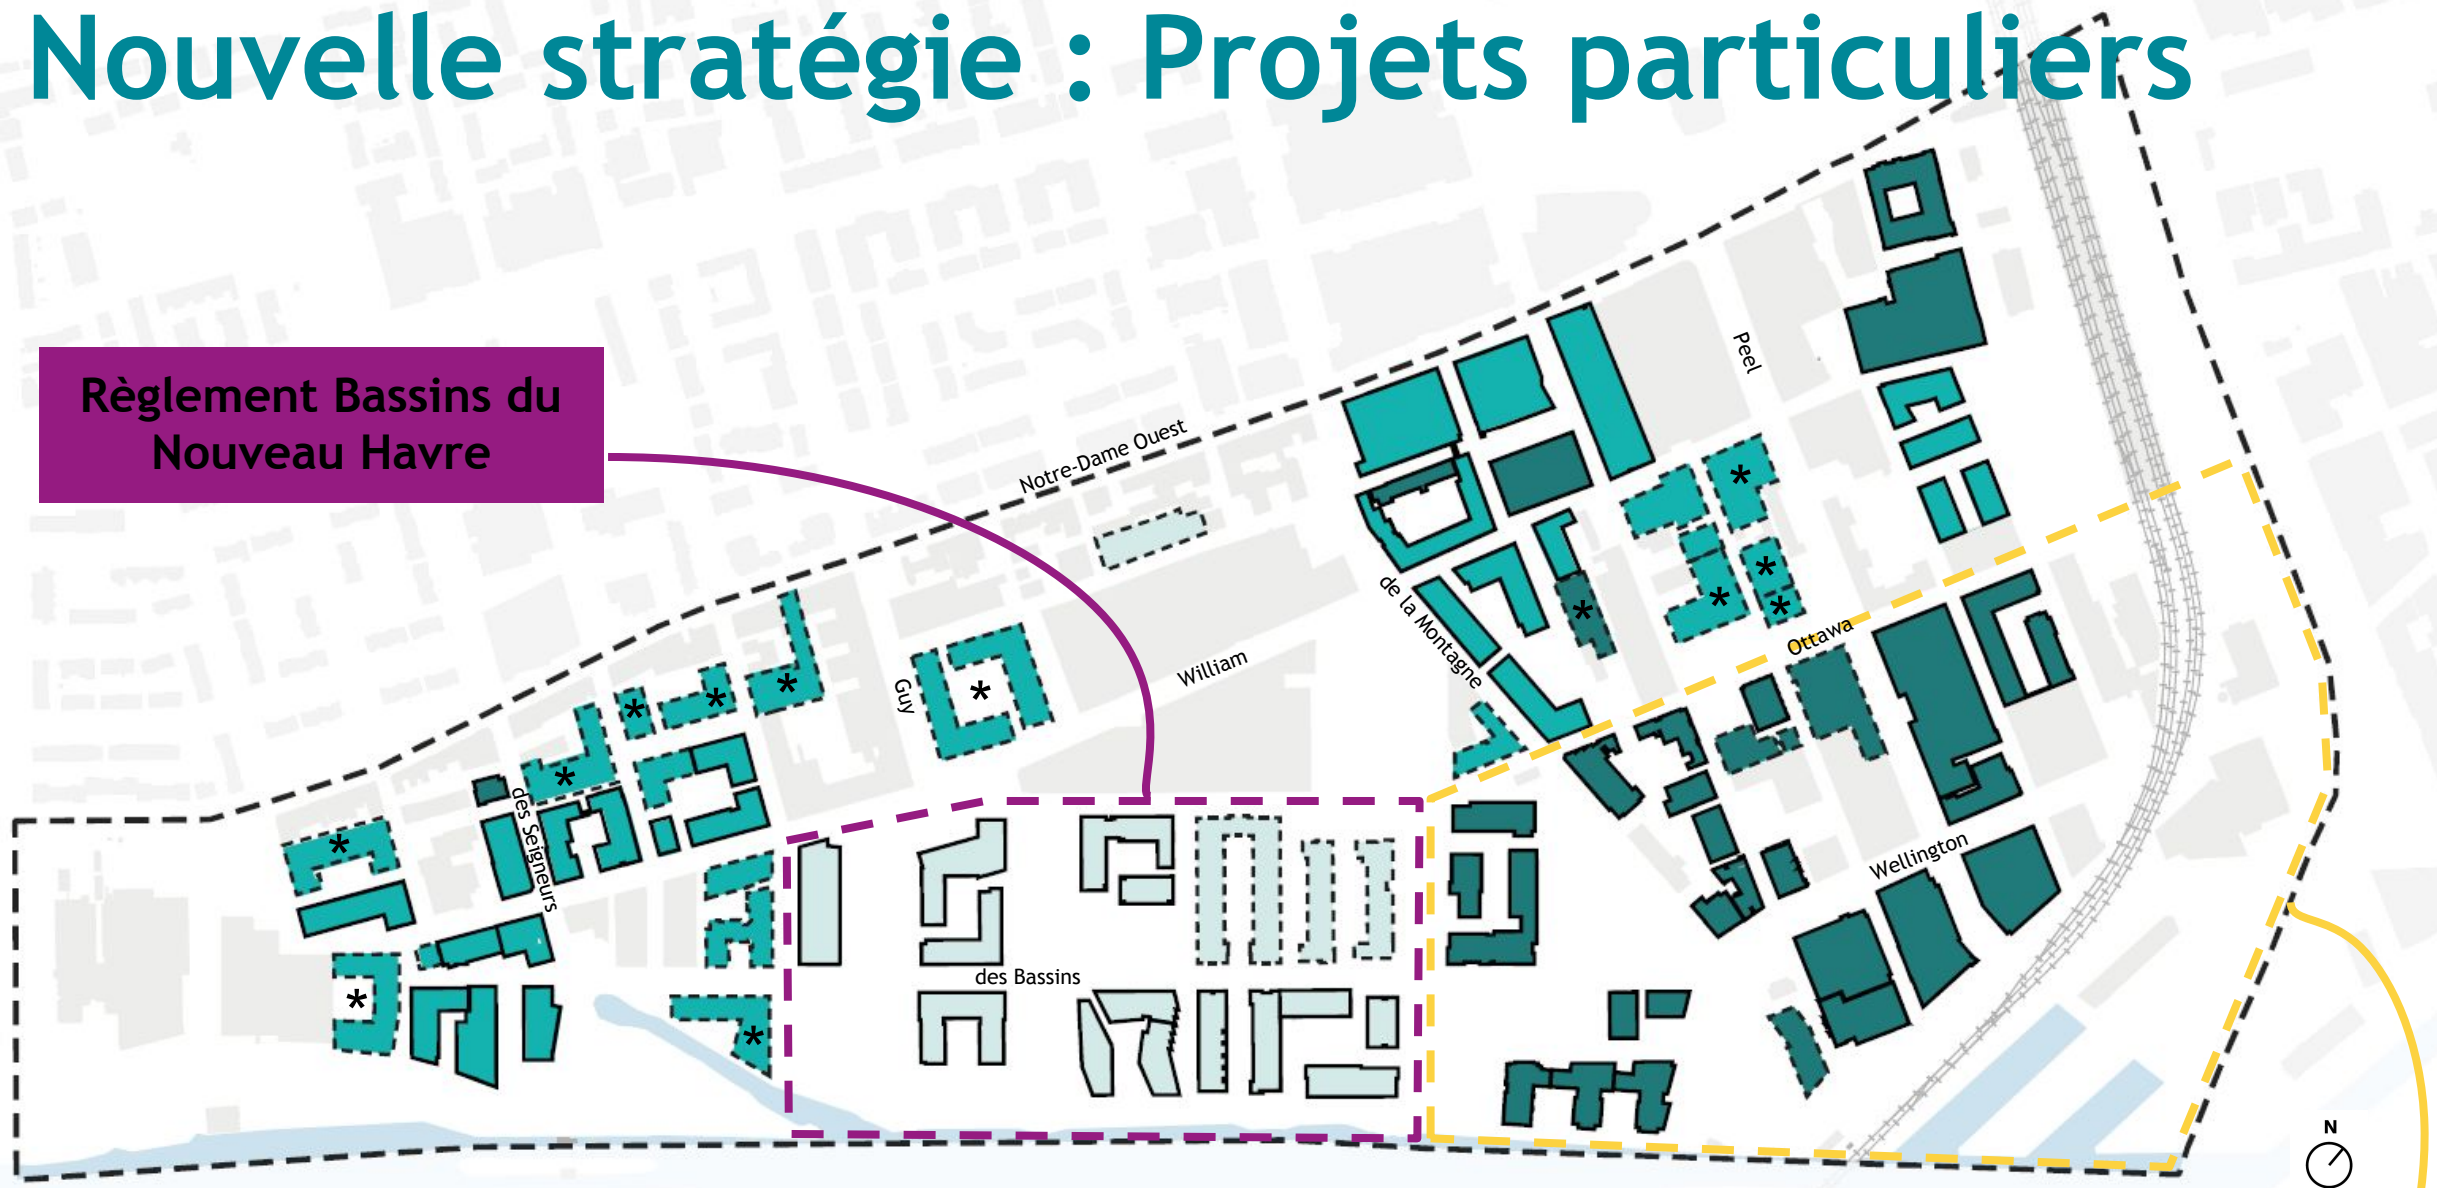 Nouvelle stratégie : Projets particuliers
Règlement Bassins du
Nouveau Havre
Notre-Dame Ouest
Peel
de la Montagne
William
Guy
Ottawa
des Seigneurs
Wellington
des Bassins
*
*
*
*
*
*
*
*
*
*
*
*
*
N